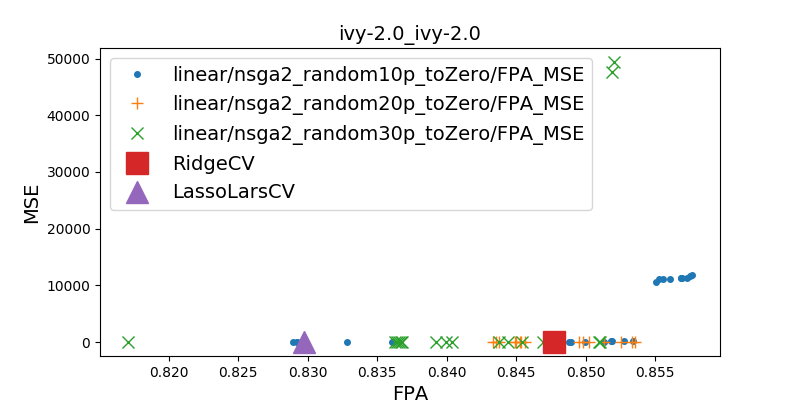 ivy-2.0_ivy-2.0
50000
40000
30000
20000
10000
0
MSE
linear/nsga2_random10p_toZero/FPA_MSE
linear/nsga2_random20p_toZero/FPA_MSE
linear/nsga2_random30p_toZero/FPA_MSE
RidgeCV
LassoLarsCV
0.820 0.825 0.830 0.835 0.840 0.845 0.850 0.855
FPA